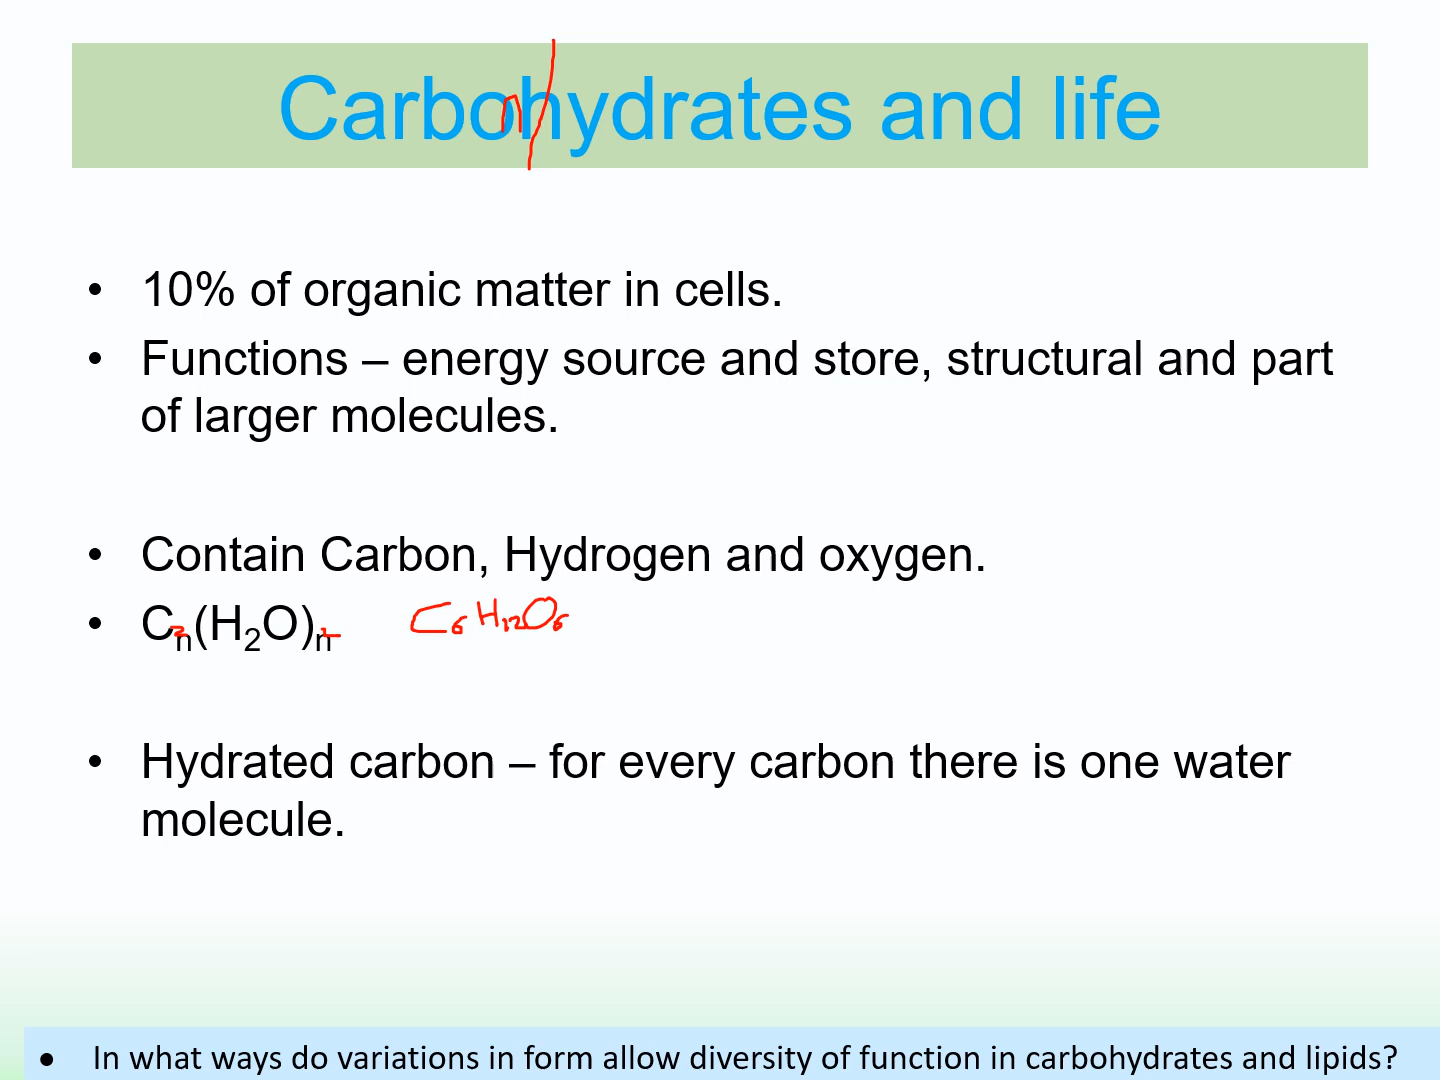 Carbohydrates and life
• 10% of organic matter in cells.
• Functions – energy source and store, structural and part
of larger molecules.
• Contain Carbon, Hydrogen and oxygen.
• Cn(H2O)n C6H12O6
• Hydrated carbon – for every carbon there is one water
molecule.
• In what ways do variations in form allow diversity of function in carbohydrates and lipids?